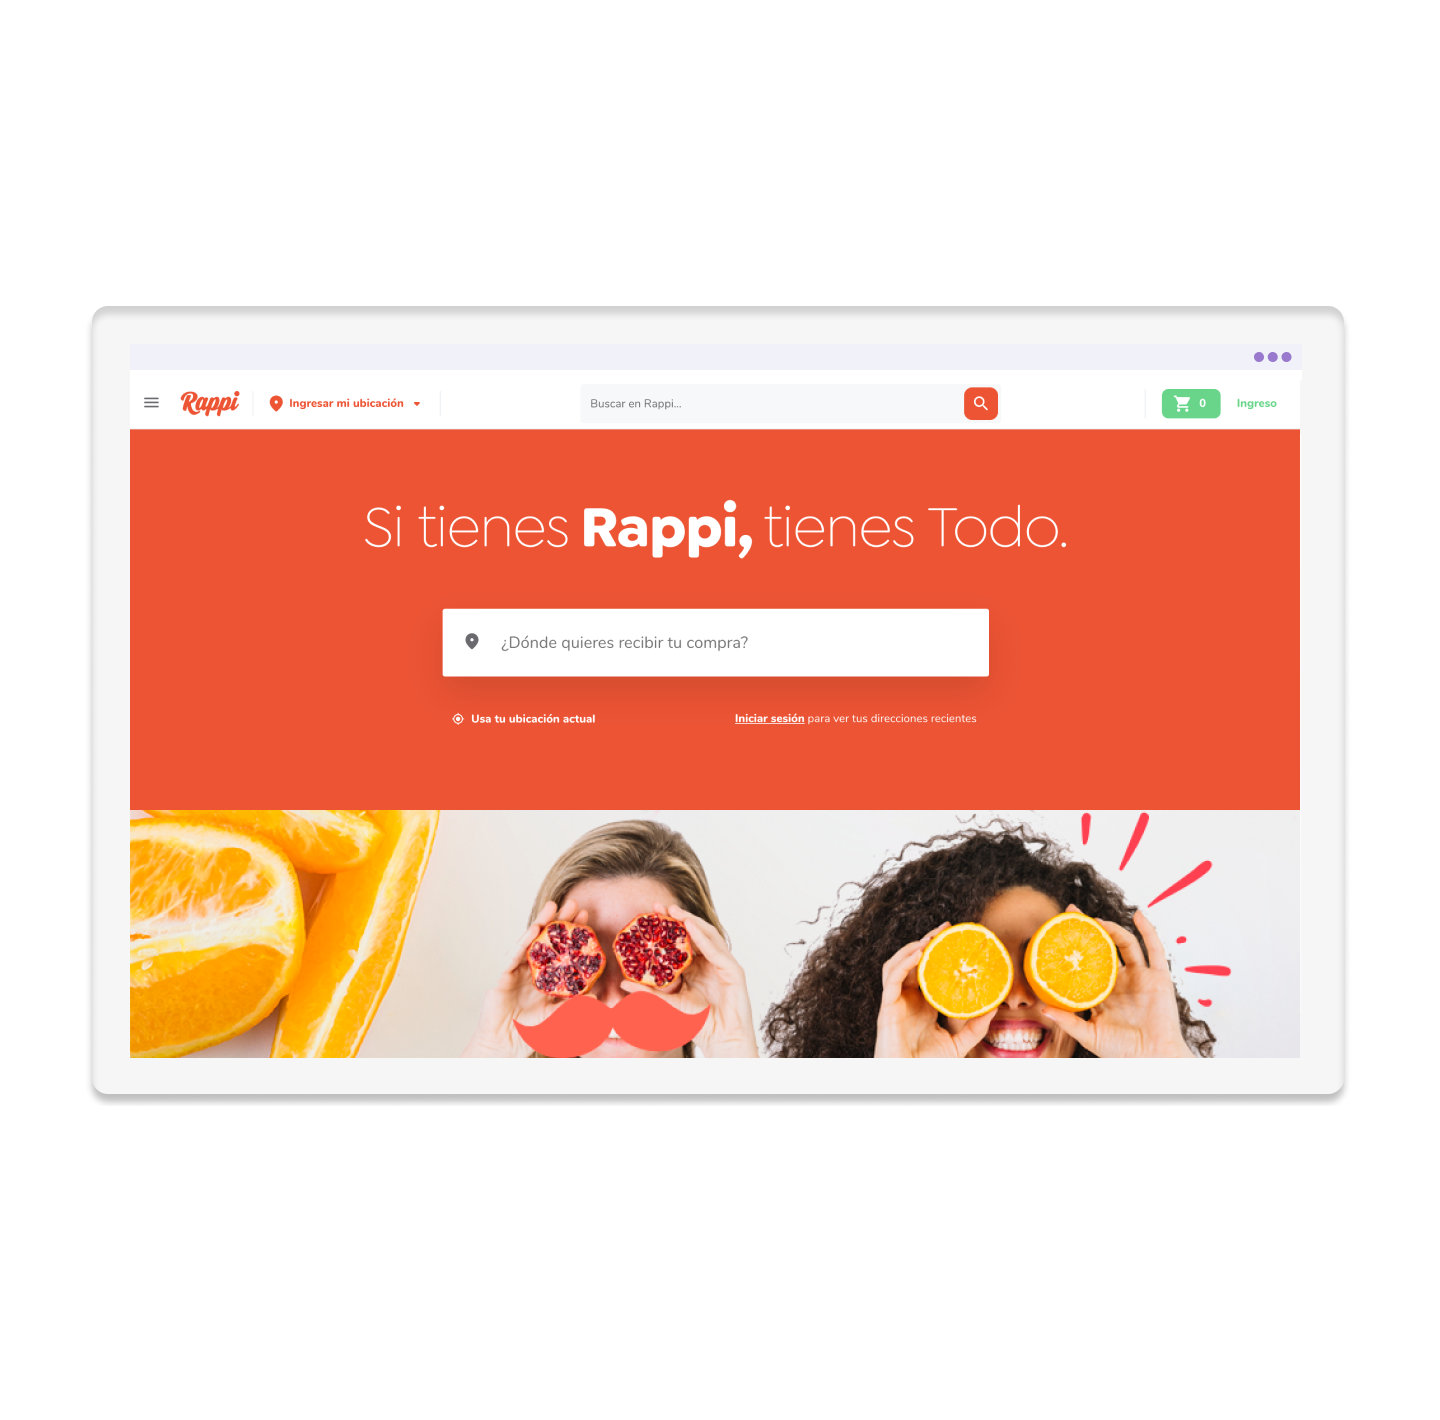 Rappi
Ingresar mi ubicación
Buscar en Rappi...
0
Ingreso
Si tienes Rappi, tienes Todo.
¿Dónde quieres recibir tu compra?
Usa tu ubicación actual
Iniciar sesión para ver tus direcciones recientes